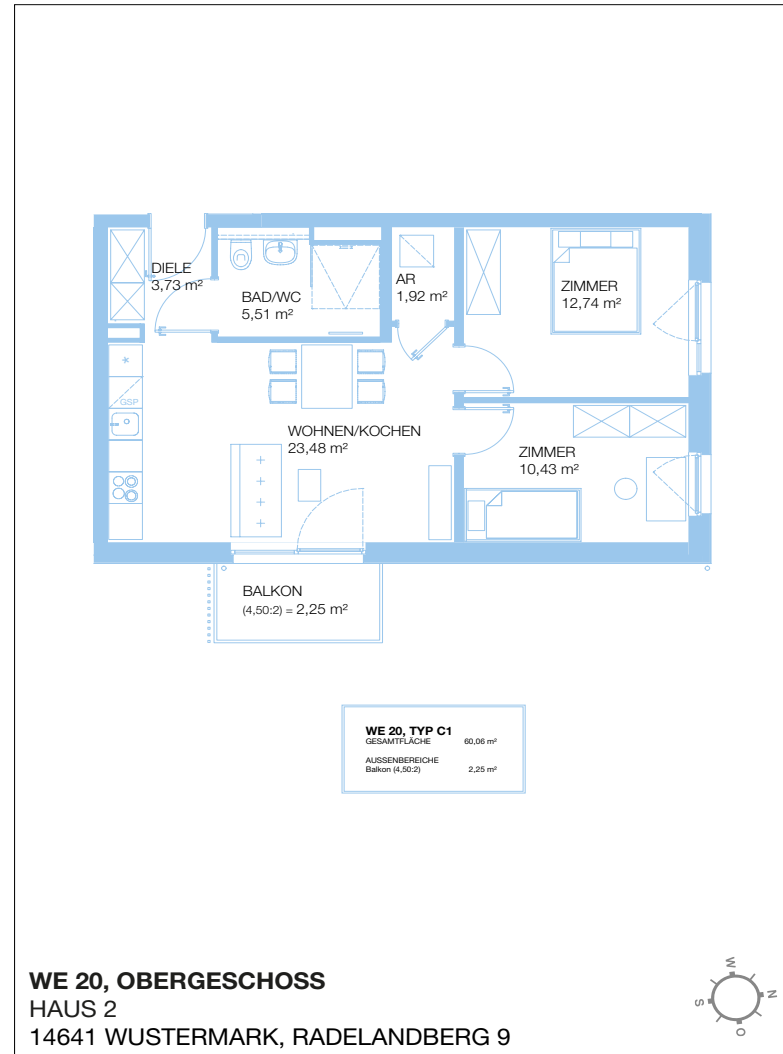 DIELE
3,73 m²
BAD/WC
5,51 m²
AR
1,92 m²
ZIMMER
12,74 m²
GSP
WOHNEN/KOCHEN
23,48 m²
ZIMMER
10,43 m²
BALKON
(4,50:2) = 2,25 m²
WE 20, TYP C1
GESAMTFLÄCHE 60,06 m²
AUSSENBEREICHE
Balkon (4,50:2) 2,25 m²
WE 20, OBERGESCHOSS
HAUS 2
14641 WUSTERMARK, RADELANDBERG 9
W
N
S
O